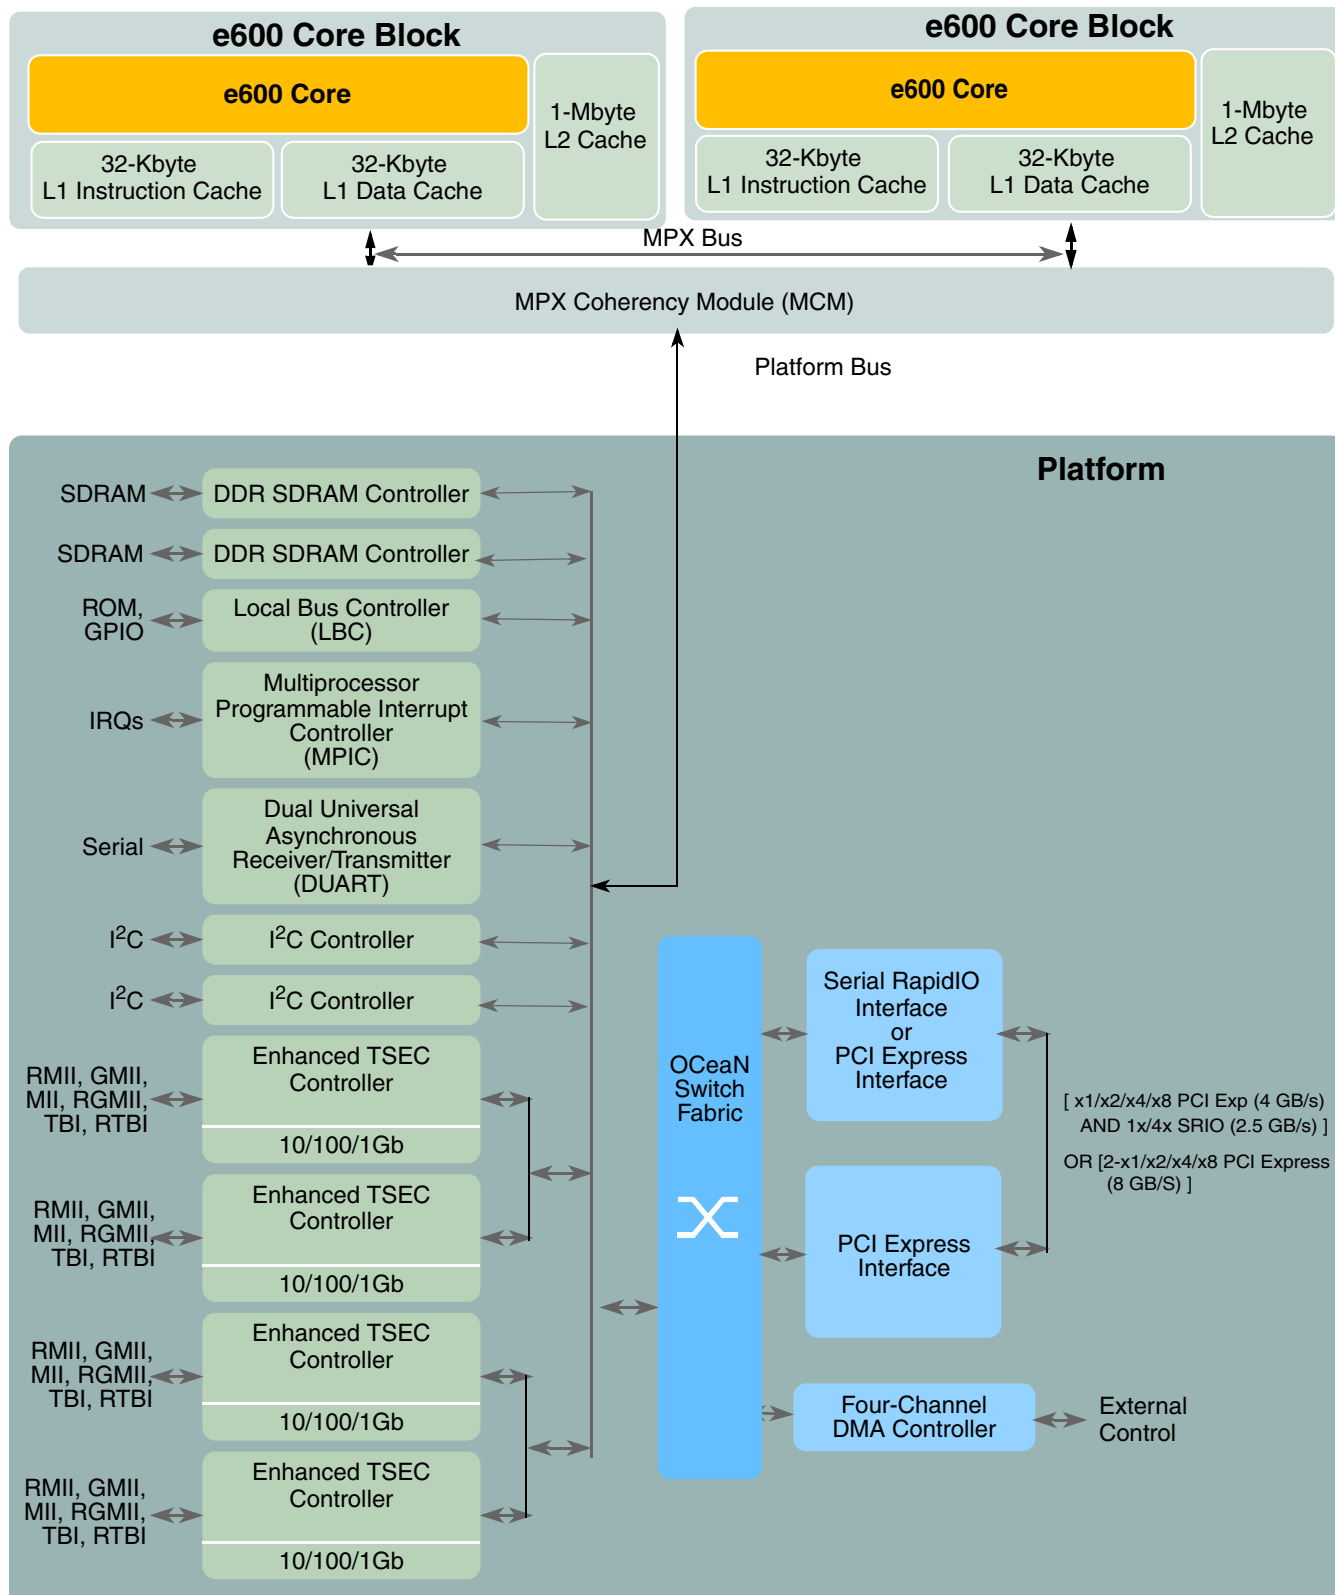 e600 Core Block
e600 Core
1-Mbyte
L2 Cache
32-Kbyte
L1 Instruction Cache
32-Kbyte
L1 Data Cache
e600 Core Block
e600 Core
1-Mbyte
L2 Cache
32-Kbyte
L1 Instruction Cache
32-Kbyte
L1 Data Cache
MPX Bus
MPX Coherency Module (MCM)
Platform Bus
Platform
SDRAM
DDR SDRAM Controller
SDRAM
DDR SDRAM Controller
ROM,
GPIO
Local Bus Controller
(LBC)
IRQs
Multiprocessor
Programmable Interrupt
Controller
(MPIC)
Serial
Dual Universal
Asynchronous
Receiver/Transmitter
(DUART)
I²C
I²C Controller
I²C
I²C Controller
RMII, GMII,
MII, RGMII,
TBI, RTBI
Enhanced TSEC
Controller
10/100/1Gb
RMII, GMII,
MII, RGMII,
TBI, RTBI
Enhanced TSEC
Controller
10/100/1Gb
RMII, GMII,
MII, RGMII,
TBI, RTBI
Enhanced TSEC
Controller
10/100/1Gb
RMII, GMII,
MII, RGMII,
TBI, RTBI
Enhanced TSEC
Controller
10/100/1Gb
OCeaN
Switch
Fabric
Serial RapidIO
Interface
or
PCI Express
Interface
PCI Express
Interface
[ x1/x2/x4/x8 PCI Exp (4 GB/s)
AND 1x/4x SRIO (2.5 GB/s) ]
OR [2-x1/x2/x4/x8 PCI Express
(8 GB/S) ]
Four-Channel
DMA Controller
External
Control